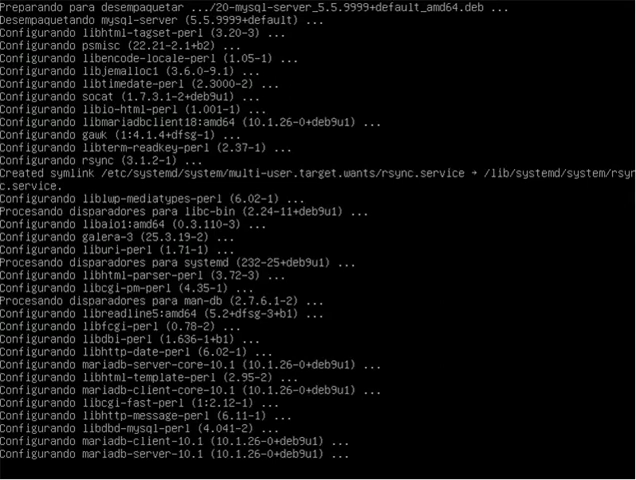 Preparando para desempaquetar .../20-mysql-server_5.5.9999+default_amd64.deb ...
Desempaquetando mysql-server (5.5.9999+default) ...
Configurando libhtml-tagset-perl (3.20-3) ...
Configurando psmisc (22.21-2.1+b2) ...
Configurando libencode-locale-perl (1.05-1) ...
Configurando libjemalloc1 (3.6.0-9.1) ...
Configurando libtimedate-perl (2.3000-2) ...
Configurando socat (1.7.3.1-2+deb9u1) ...
Configurando libio-html-perl (1.001-1) ...
Configurando libmariadbclient18:amd64 (10.1.26-0+deb9u1) ...
Configurando gawk (1:4.1.4+dfsg-1) ...
Configurando libterm-readkey-perl (2.37-1) ...
Configurando rsync (3.1.2-1) ...
Created symlink /etc/systemd/system/multi-user.target.wants/rsync.service → /lib/systemd/system/rsyn
c.service.
Configurando liblwp-mediatypes-perl (6.02-1) ...
Procesando disparadores para libc-bin (2.24-11+deb9u1) ...
Configurando libaio1:amd64 (0.3.110-3) ...
Configurando galera-3 (25.3.19-2) ...
Configurando liburi-perl (1.71-1) ...
Procesando disparadores para systemd (232-25+deb9u1) ...
Configurando libhtml-parser-perl (3.72-3) ...
Configurando libcgi-pm-perl (4.35-1) ...
Procesando disparadores para man-db (2.7.6.1-2) ...
Configurando libreadline5:amd64 (5.2+dfsg-3+b1) ...
Configurando libfcgi-perl (0.78-2) ...
Configurando libdbi-perl (1.636-1+b1) ...
Configurando libhttp-date-perl (6.02-1) ...
Configurando mariadb-server-core-10.1 (10.1.26-0+deb9u1) ...
Configurando libhtml-template-perl (2.95-2) ...
Configurando mariadb-client-core-10.1 (10.1.26-0+deb9u1) ...
Configurando libcgi-fast-perl (1:2.12-1) ...
Configurando libhttp-message-perl (6.11-1) ...
Configurando libdbd-mysql-perl (4.041-2) ...
Configurando mariadb-client-10.1 (10.1.26-0+deb9u1) ...
Configurando mariadb-server-10.1 (10.1.26-0+deb9u1) ...